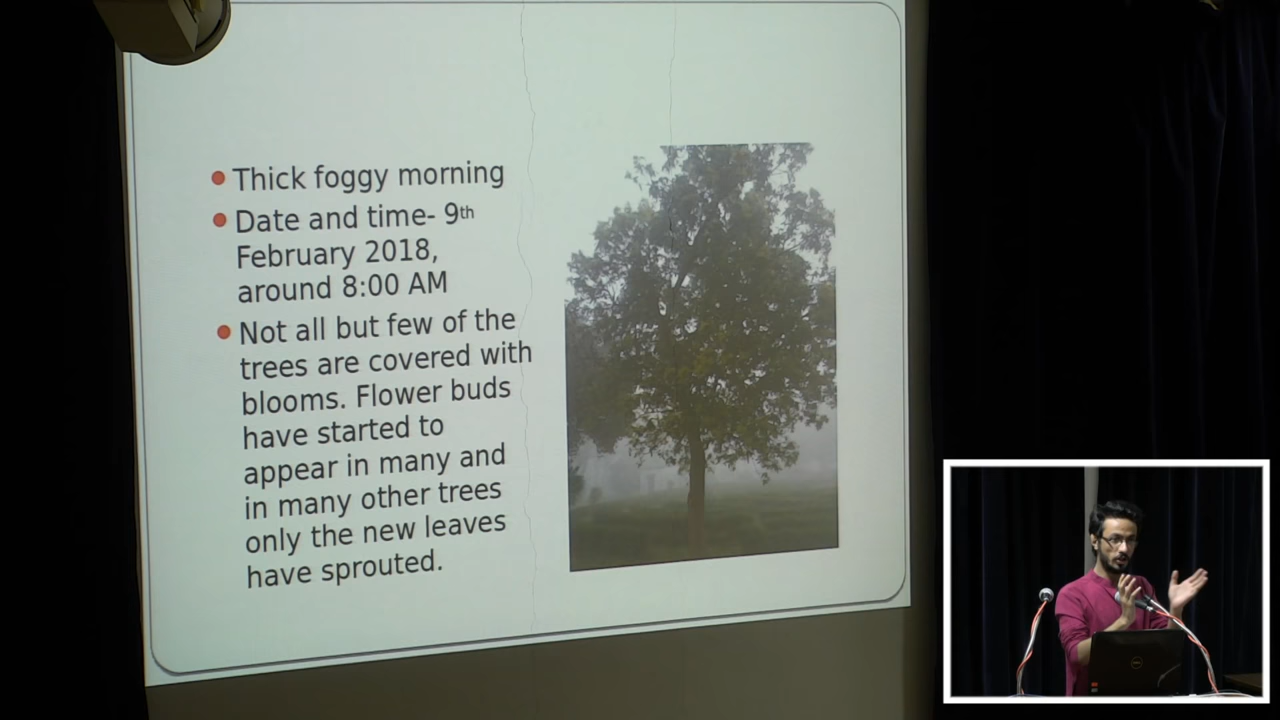 Thick foggy morning
Date and time- 9th
February 2018,
around 8:00 AM
Not all but few of the
trees are covered with
blooms. Flower buds
have started to
appear in many and
in many other trees
only the new leaves
have sprouted.